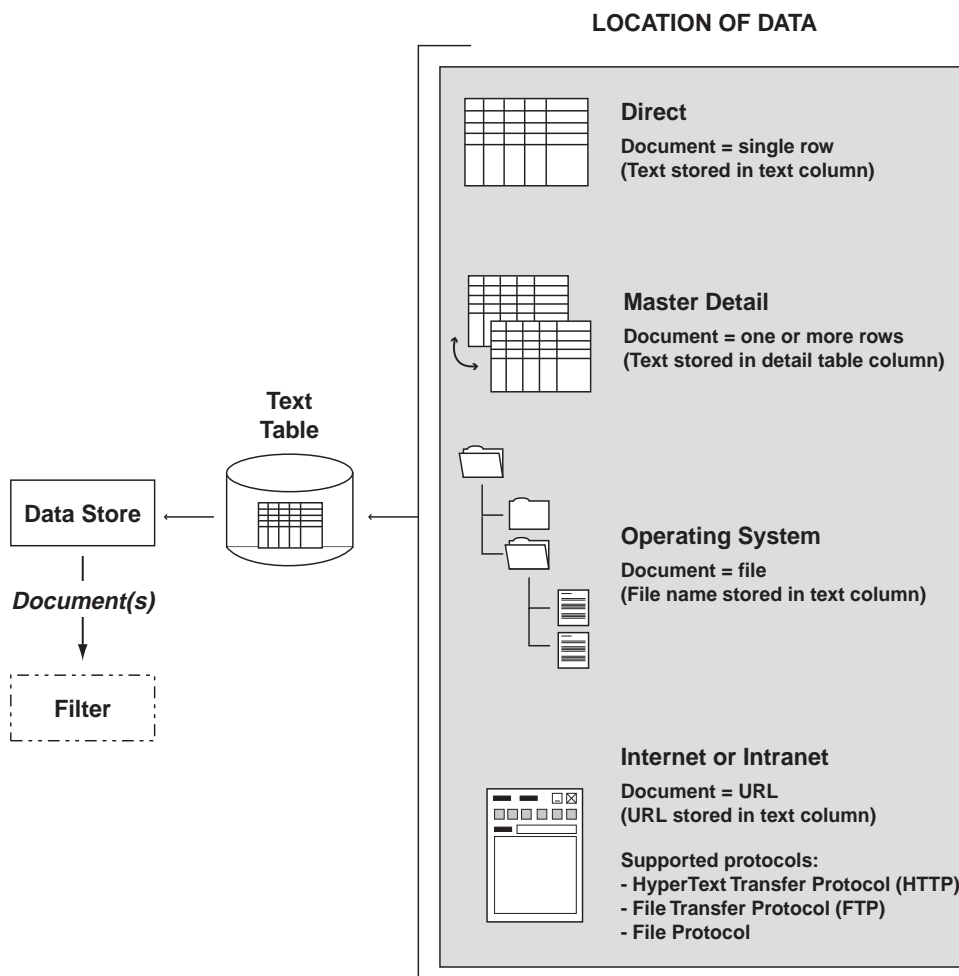 LOCATION OF DATA
Direct
Document = single row
(Text stored in text column)
Master Detail
Document = one or more rows
(Text stored in detail table column)
Text
Table
Data Store
Document(s)
Filter
Operating System
Document = file
(File name stored in text column)
Internet or Intranet
Document = URL
(URL stored in text column)
Supported protocols:
- HyperText Transfer Protocol (HTTP)
- File Transfer Protocol (FTP)
- File Protocol